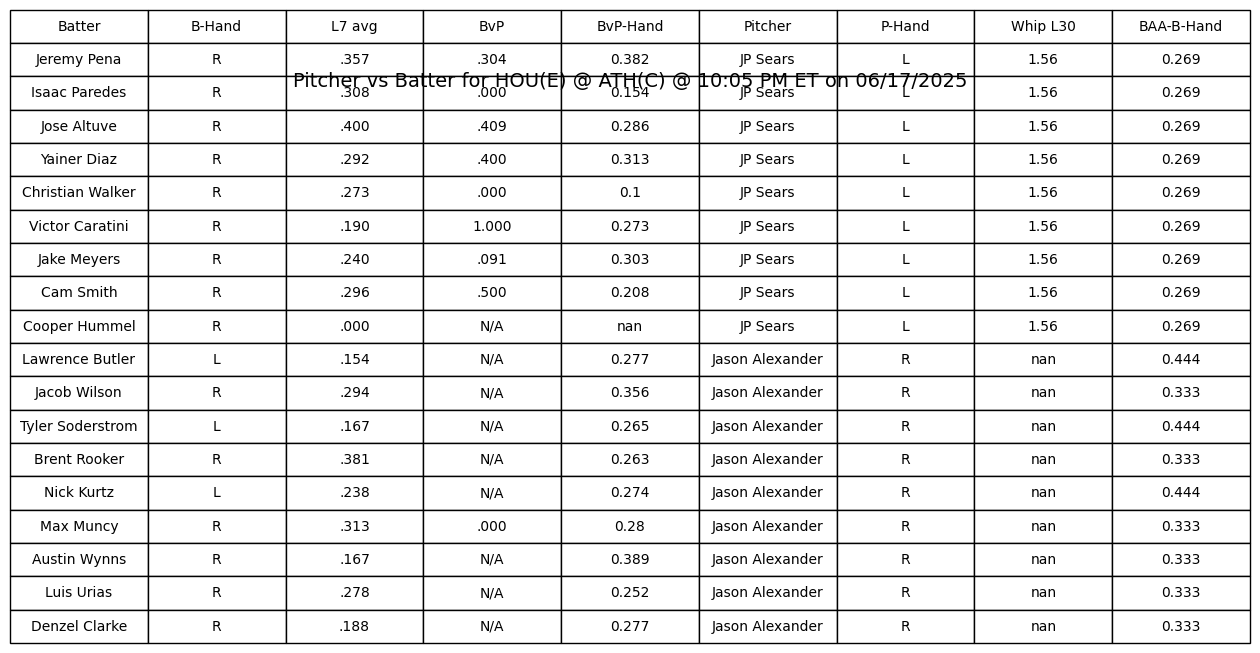 Batter B-Hand L7 avg BvP BvP-Hand Pitcher P-Hand Whip L30 BAA-B-Hand
Jeremy Pena R .357 .304 0.382 JP Sears L 1.56 0.269
Pitcher vs Batter for HOU(E) @ ATH(C) @ 10:05 PM ET on 06/17/2025
Isaac Paredes R .308 .000 0.154 JP Sears L 1.56 0.269
Jose Altuve R .400 .409 0.286 JP Sears L 1.56 0.269
Yainer Diaz R .292 .400 0.313 JP Sears L 1.56 0.269
Christian Walker R .273 .000 0.1 JP Sears L 1.56 0.269
Victor Caratini R .190 1.000 0.273 JP Sears L 1.56 0.269
Jake Meyers R .240 .091 0.303 JP Sears L 1.56 0.269
Cam Smith R .296 .500 0.208 JP Sears L 1.56 0.269
Cooper Hummel R .000 N/A nan JP Sears L 1.56 0.269
Lawrence Butler L .154 N/A 0.277 Jason Alexander R nan 0.444
Jacob Wilson R .294 N/A 0.356 Jason Alexander R nan 0.333
Tyler Soderstrom L .167 N/A 0.265 Jason Alexander R nan 0.444
Brent Rooker R .381 N/A 0.263 Jason Alexander R nan 0.333
Nick Kurtz L .238 N/A 0.274 Jason Alexander R nan 0.444
Max Muncy R .313 .000 0.28 Jason Alexander R nan 0.333
Austin Wynns R .167 N/A 0.389 Jason Alexander R nan 0.333
Luis Urias R .278 N/A 0.252 Jason Alexander R nan 0.333
Denzel Clarke R .188 N/A 0.277 Jason Alexander R nan 0.333